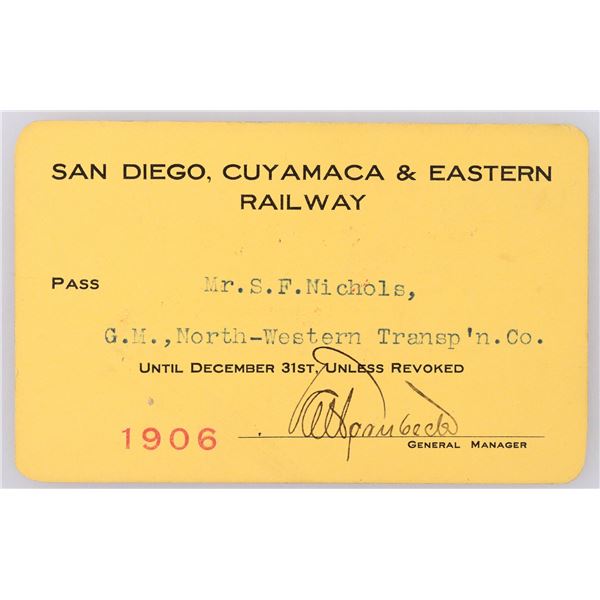 SAN DIEGO, CUYAMACA & EASTERN
RAILWAY
PASS Mr.S.F.Nichols,
G.M.,North-Western Transp'n.Co.
UNTIL DECEMBER 31ST, UNLESS REVOKED
1906
GENERAL MANAGER